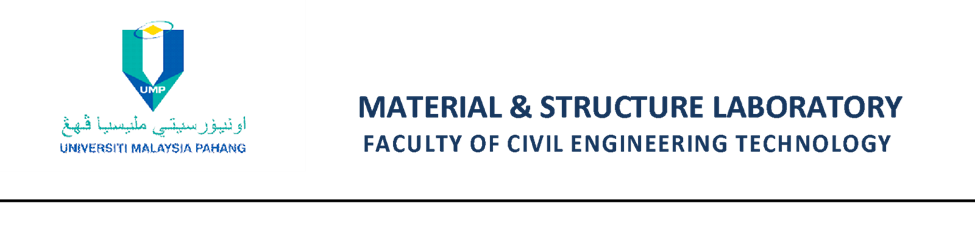 UMP
اونيۏرسيتي مليسيا ڤهڠ
UNIVERSITI MALAYSIA PAHANG
MATERIAL & STRUCTURE LABORATORY
FACULTY OF CIVIL ENGINEERING TECHNOLOGY